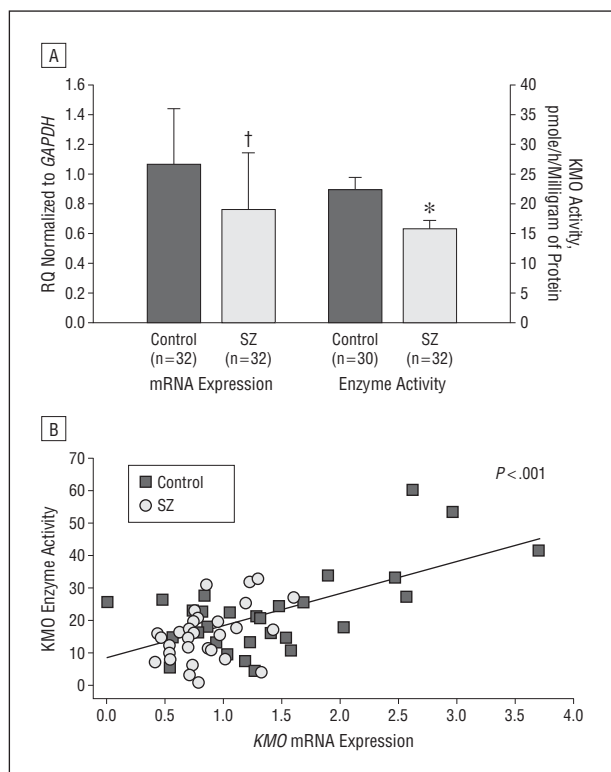 A
1.6
1.4
1.2
1.0
0.8
0.6
0.4
0.2
0.0
RQ Normalized to GAPDH
†
*
40
35
30
25
20
15
10
5
0
KMO Activity,
pmole/h/Milligram of Protein
Control SZ Control SZ
(n=32) (n=32) (n=30) (n=32)
mRNA Expression Enzyme Activity
B
70
60
50
40
30
20
10
0
KMO Enzyme Activity
Control
SZ
P<.001
0.0 0.5 1.0 1.5 2.0 2.5 3.0 3.5 4.0
KMO mRNA Expression